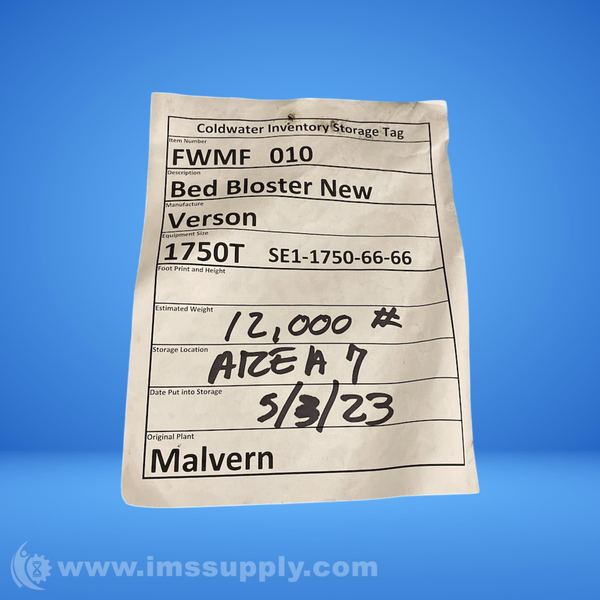 Coldwater Inventory Storage Tag
Item Number
FWMF 010
Description
Bed Bloster New
Manufacture
Verson
Equipment Size
1750T SE1-1750-66-66
Foot Print and Height
Estimated Weight
12,000 #
Storage Location
AREA 7
Date Put into Storage
5/3/23
Original Plant
Malvern
www.imssupply.com